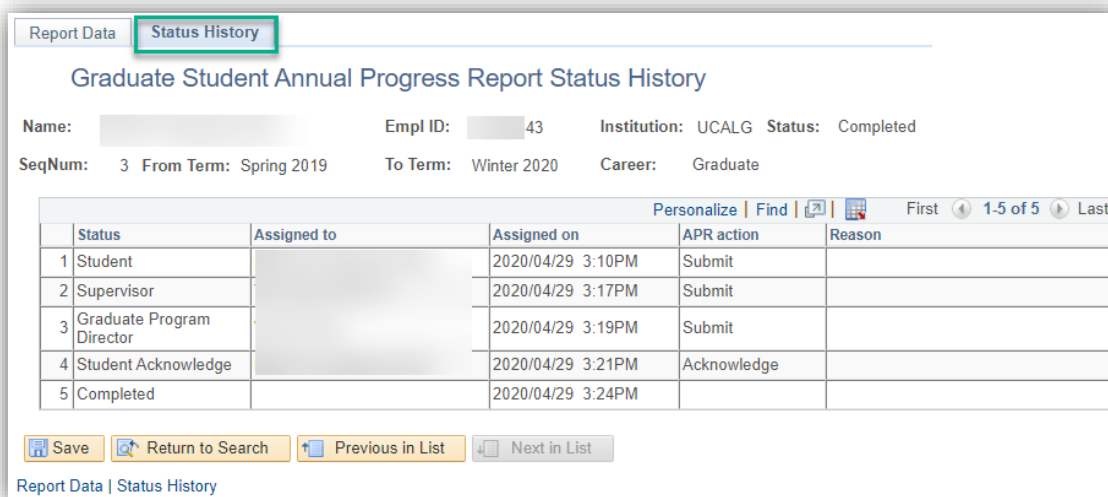 Report Data Status History
Graduate Student Annual Progress Report Status History
Name: Empl ID: 43 Institution: UCALG Status: Completed
SeqNum: 3 From Term: Spring 2019 To Term: Winter 2020 Career: Graduate
Personalize | Find | | First 1-5 of 5 Last
Status Assigned to Assigned on APR action Reason
1 Student 2020/04/29 3:10PM Submit
2 Supervisor 2020/04/29 3:17PM Submit
3 Graduate Program Director 2020/04/29 3:19PM Submit
4 Student Acknowledge 2020/04/29 3:21PM Acknowledge
5 Completed 2020/04/29 3:24PM
Save Return to Search Previous in List Next in List
Report Data | Status History